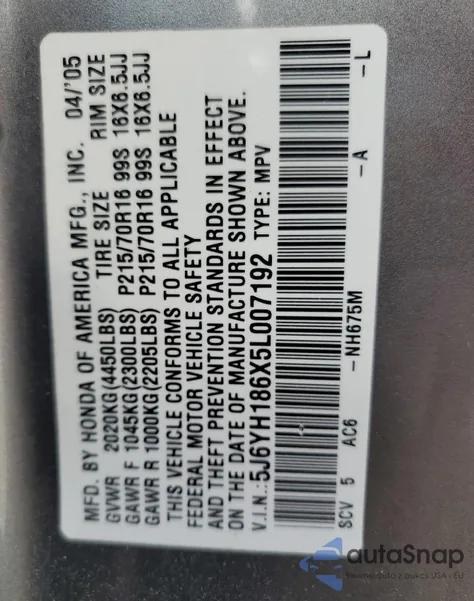 MFD. BY HONDA OF AMERICA MFG., INC. 04/'05
GVWR 2020KG(4450LBS) TIRE SIZE RIM SIZE
GAWR F 1045KG(2300LBS) P215/70R16 99S 16X6.5JJ
GAWR R 1000KG(2205LBS) P215/70R16 99S 16X6.5JJ
THIS VEHICLE CONFORMS TO ALL APPLICABLE
FEDERAL MOTOR VEHICLE SAFETY
AND THEFT PREVENTION STANDARDS IN EFFECT
ON THE DATE OF MANUFACTURE SHOWN ABOVE.
V.I.N.:5J6YH186X5L007192 TYPE: MPV
SCV 5 AC6 -NH675M -A -L
autoSnap